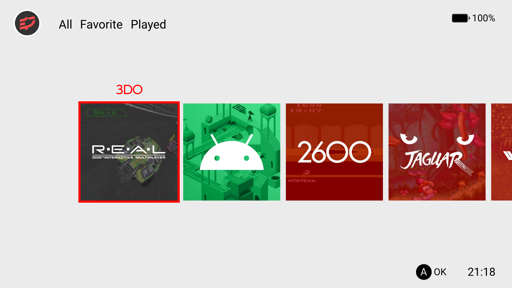 All Favorite Played
100%
3DO
R·E·A·L
3DO INTERACTIVE MULTIPLAYER
2600
JAGUAR
A OK
21:18